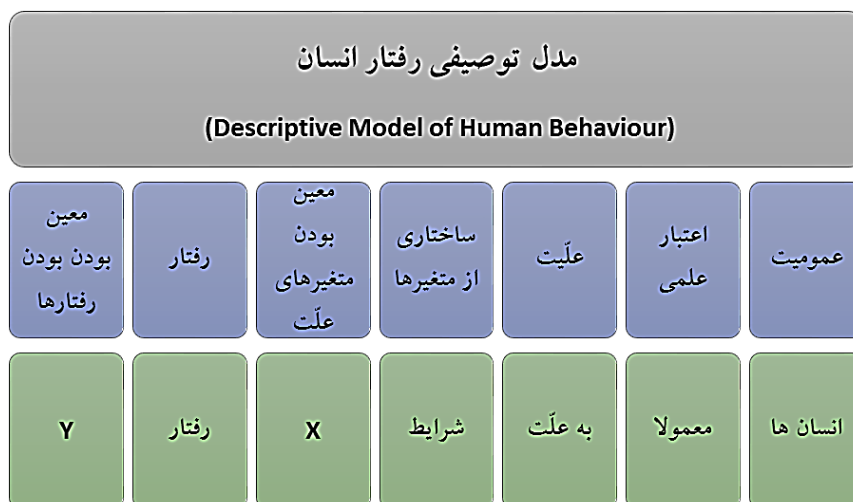 مدل توصیفی رفتار انسان
(Descriptive Model of Human Behaviour)
عمومیت
اعتبار
علمی
علّیت
ساختاری
از متغیرها
معین
بودن
متغیرهای
علّت
رفتار
معین
بودن بودن
رفتارها
انسان ها
معمولا
به علّت
شرایط
X
رفتار
Y